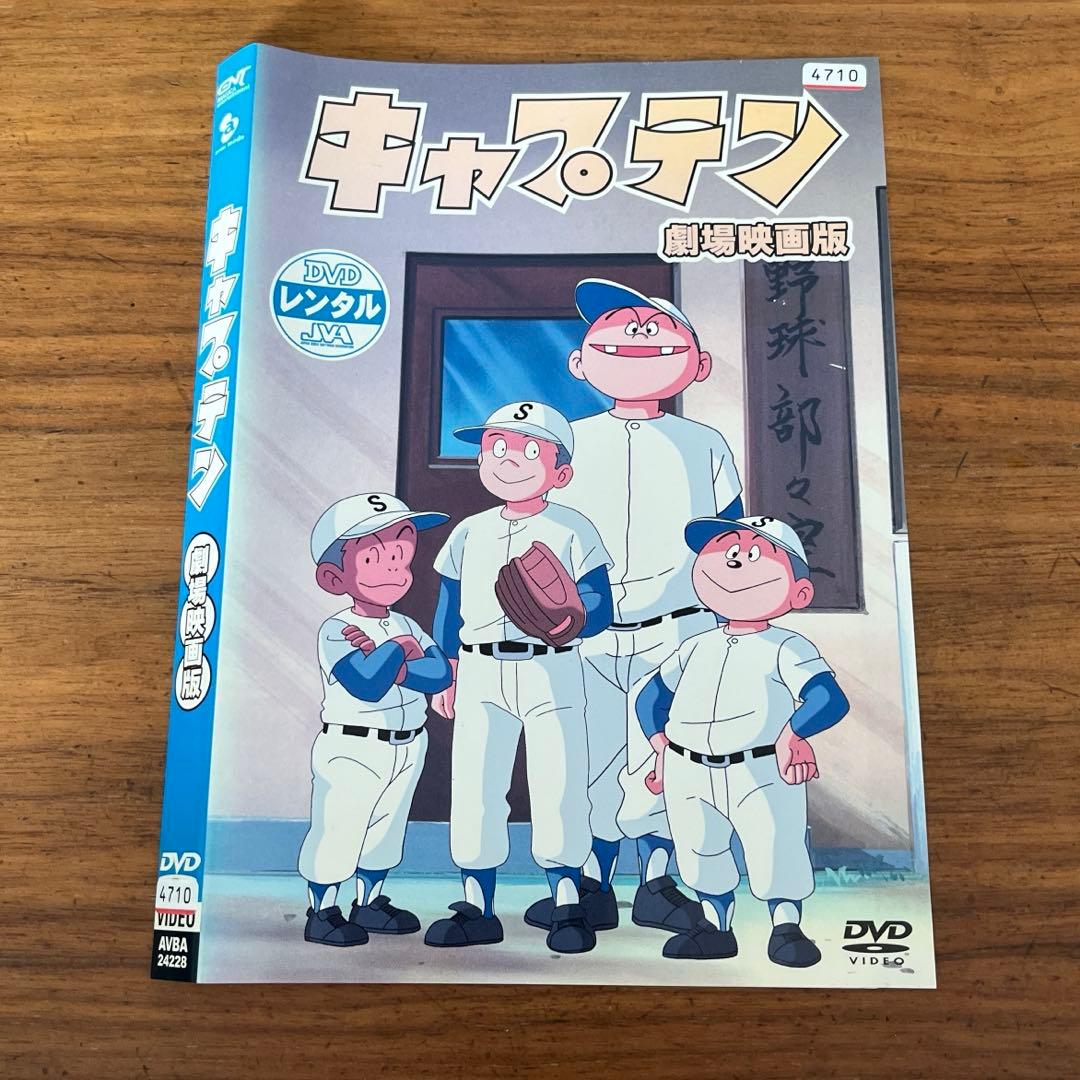 4710
キャプテン
劇場映画版
DVD
レンタル
JVA
野球部々室
S
S
S
DVD
VIDEO
キャプテン
劇場映画版
DVD
4710
VIDEO
AVBA
24228